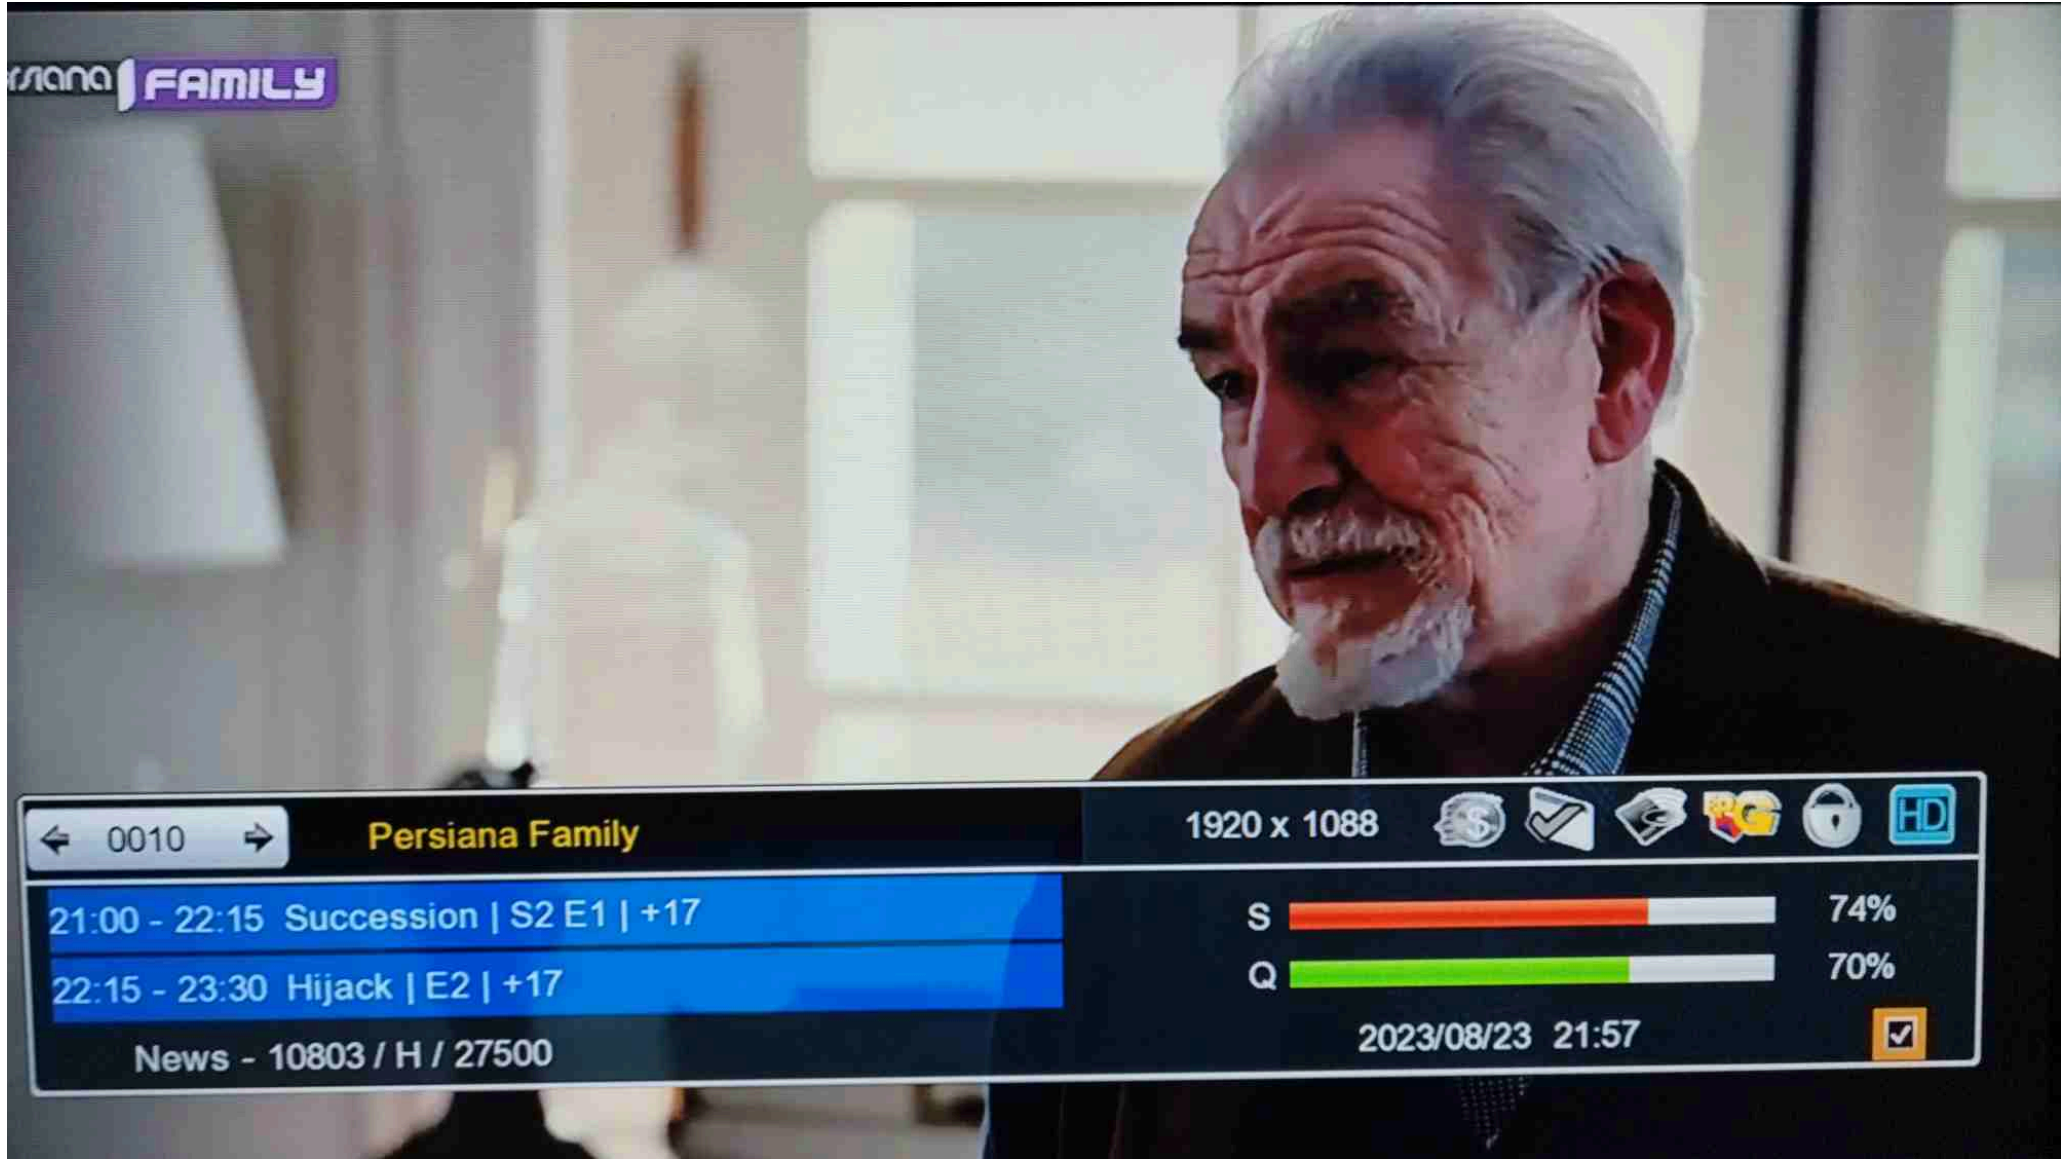 rsiana FAMILY
0010 Persiana Family 1920 x 1088 HD
21:00 - 22:15 Succession | S2 E1 | +17
S 74%
22:15 - 23:30 Hijack | E2 | +17
Q 70%
News - 10803 / H / 27500
2023/08/23 21:57